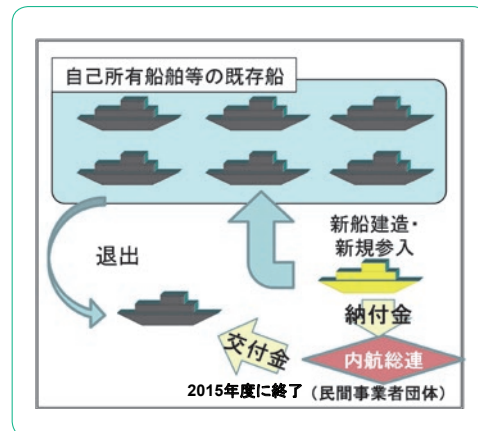 自己所有船舶等の既存船
新船建造・
新規参入
退出
納付金
交付金
内航総連
2015年度に終了
(民間事業者団体)